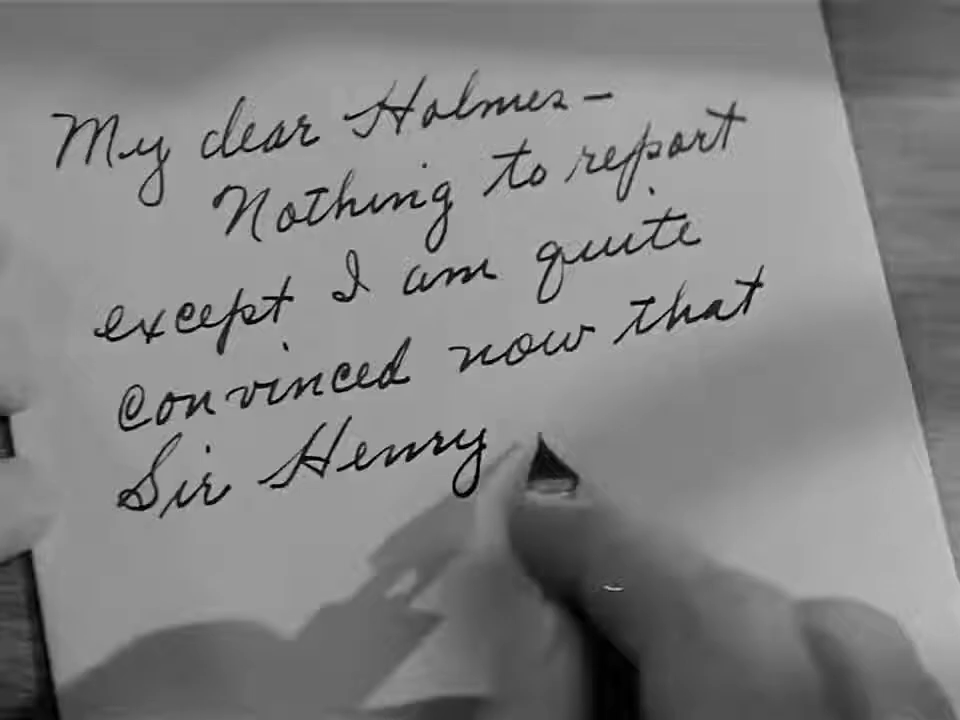 My dear Holmes –
Nothing to report
except I am quite
convinced now that
Sir Henry